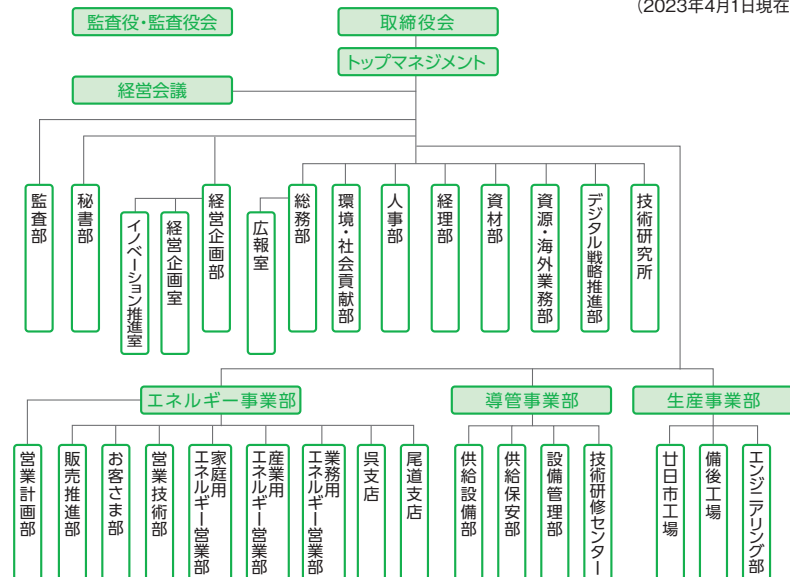 (2023年4月1日現在
監査役・監査役会
取締役会
トップマネジメント
経営会議
監査部
秘書部
イノベーション推進室
経営企画室
経営企画部
広報室
総務部
環境・社会貢献部
人事部
経理部
資材部
資源・海外業務部
デジタル戦略推進部
技術研究所
エネルギー事業部
導管事業部
生産事業部
営業計画部
販売推進部
お客さま部
営業技術部
家庭用
エネルギー営業部
産業用
エネルギー営業部
業務用
エネルギー営業部
呉支店
尾道支店
供給設備部
供給保安部
設備管理部
技術研修センター
廿日市工場
備後工場
エンジニアリング部